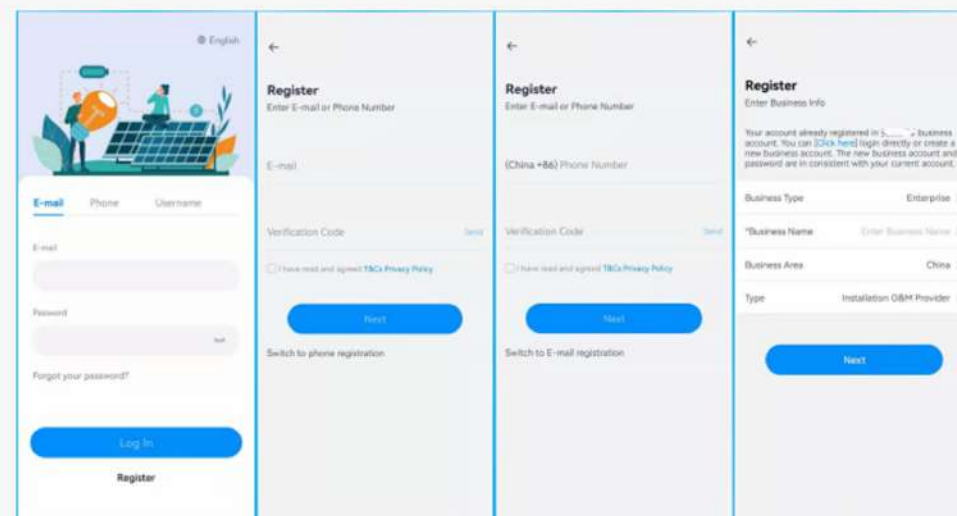 English
E-mail Phone Username
E-mail
Password
Forgot your password?
Log In
Register
Register
Enter E-mail or Phone Number
E-mail
Verification Code Send
I have read and agreed T&Cs Privacy Policy
Next
Switch to phone registration
Register
Enter E-mail or Phone Number
(China +86) Phone Number
Verification Code Send
I have read and agreed T&Cs Privacy Policy
Next
Switch to E-mail registration
Register
Enter Business Info
Your account already registered in business
account. You can [Click here] login directly or create a
new business account. The new business account and
password are in consistent with your current account.
Business Type Enterprise
*Business Name Enter Business Name
Business Area China
Type Installation O&M Provider
Next